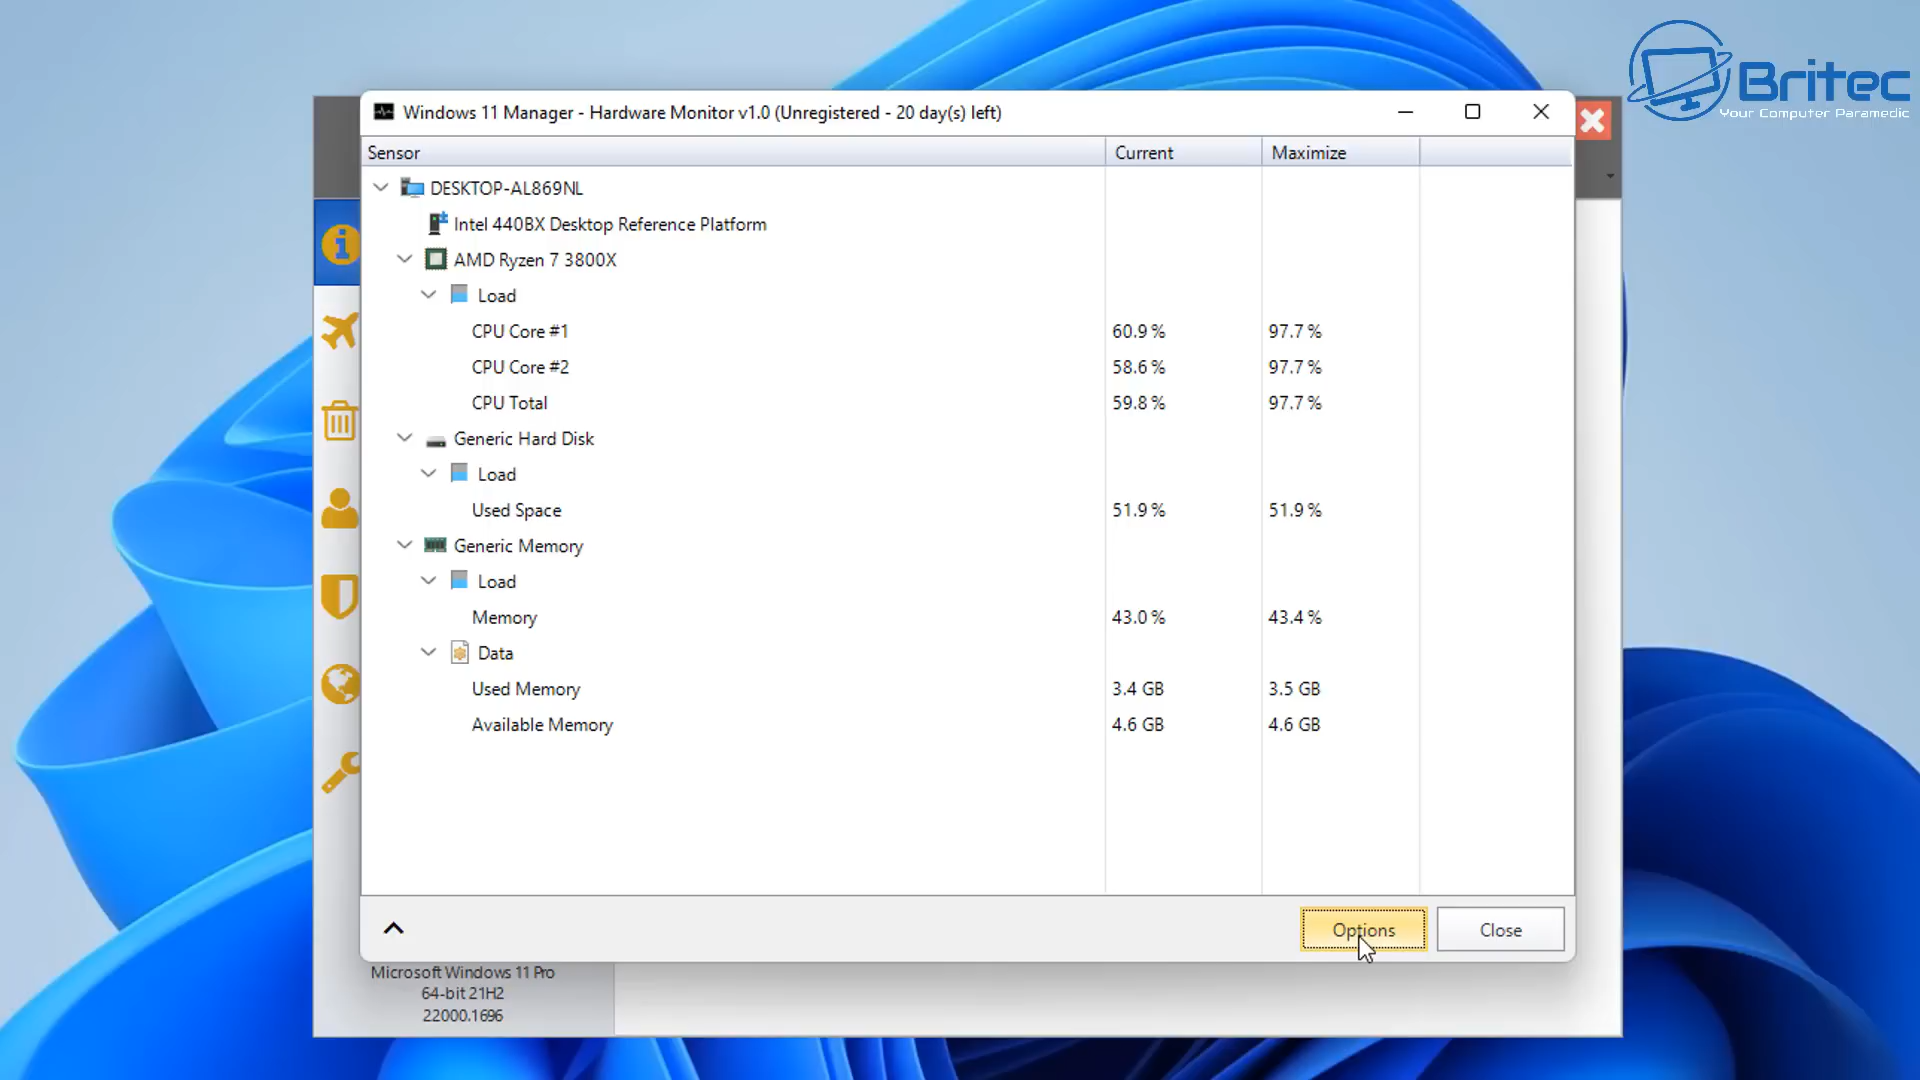 Britec
Your Computer Paramedic
Windows 11 Manager - Hardware Monitor v1.0 (Unregistered - 20 day(s) left)
Sensor Current Maximize
DESKTOP-AL869NL
Intel 440BX Desktop Reference Platform
AMD Ryzen 7 3800X
Load
CPU Core #1 60.9 % 97.7 %
CPU Core #2 58.6 % 97.7 %
CPU Total 59.8 % 97.7 %
Generic Hard Disk
Load
Used Space 51.9 % 51.9 %
Generic Memory
Load
Memory 43.0 % 43.4 %
Data
Used Memory 3.4 GB 3.5 GB
Available Memory 4.6 GB 4.6 GB
Options Close
Microsoft Windows 11 Pro
64-bit 21H2
22000.1696